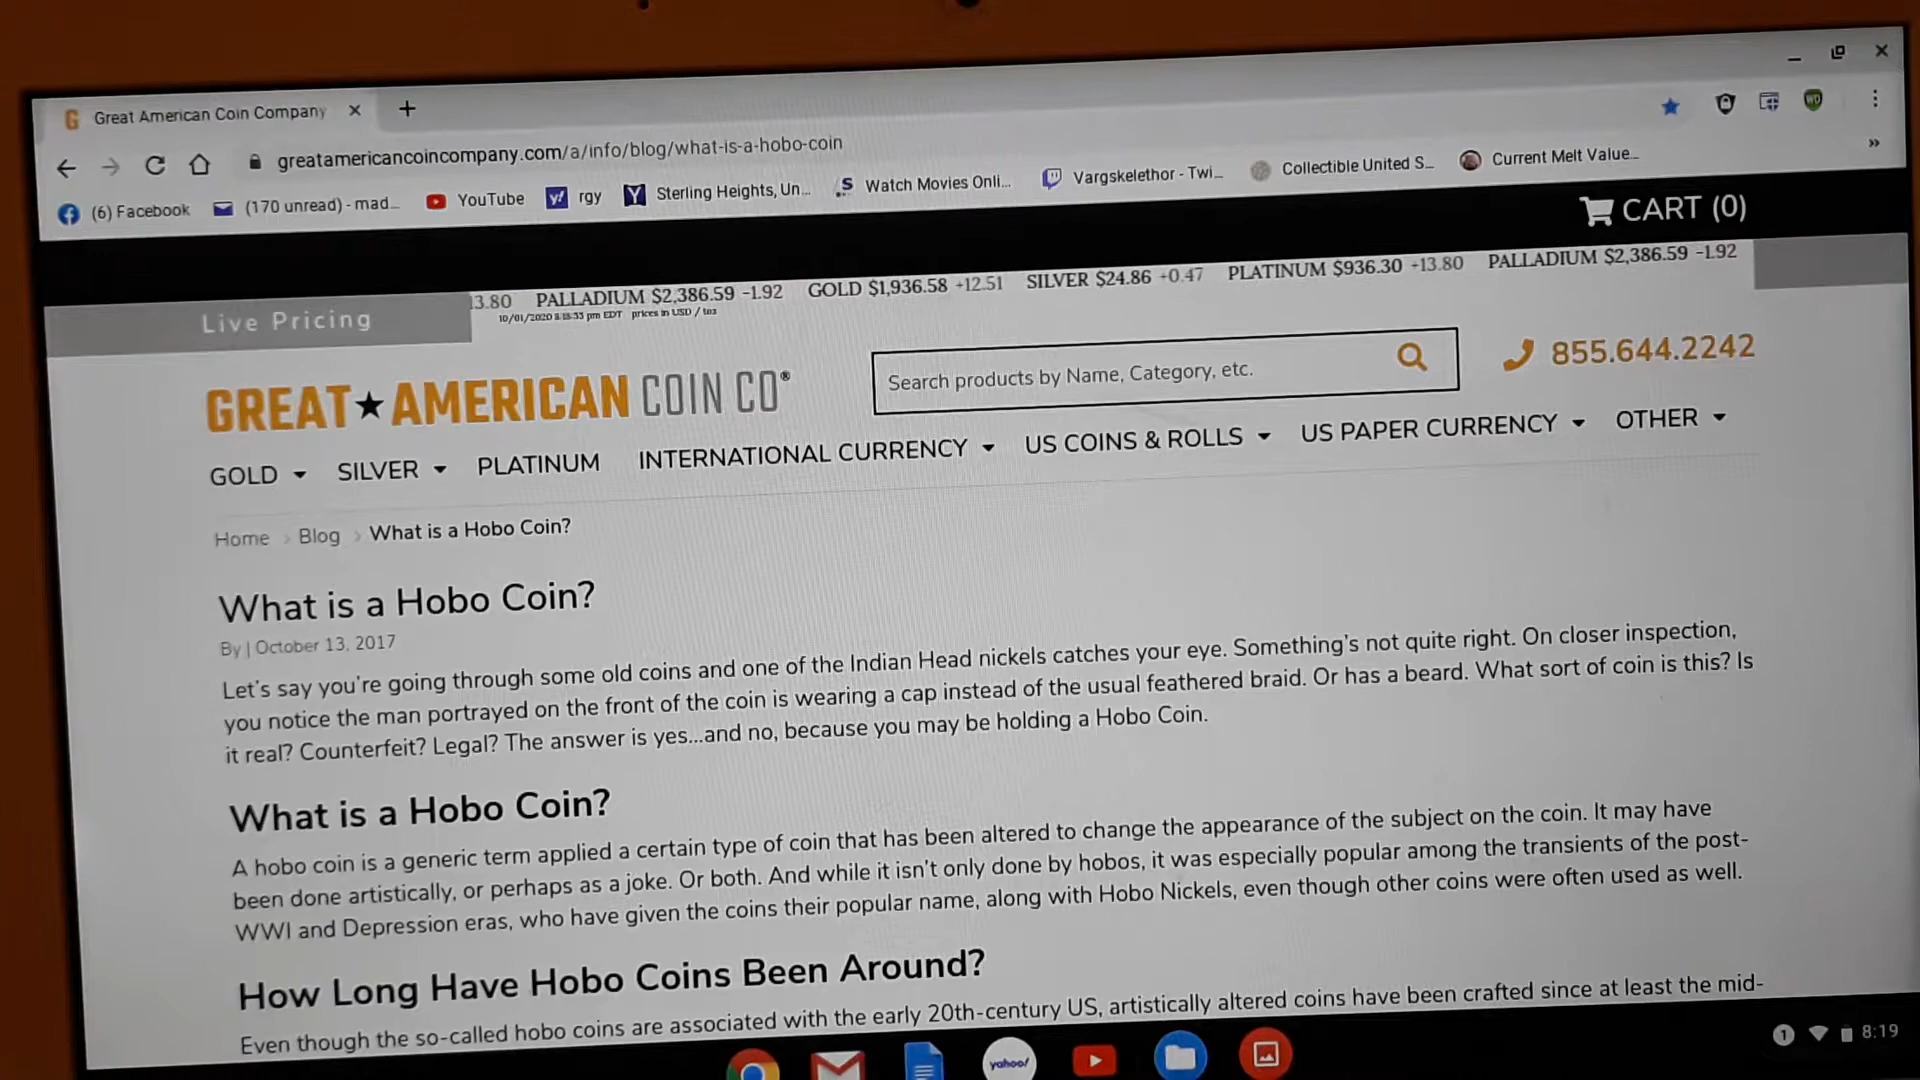 Great American Coin Company
greatamericancoincompany.com/a/info/blog/what-is-a-hobo-coin
(6) Facebook (170 unread) - mad... YouTube rgy Sterling Heights, Un... Watch Movies Onli... Vargskelethor - Twi... Collectible United S... Current Melt Value...
CART (0)
Live Pricing
13.80 PALLADIUM $2,386.59 -1.92 GOLD $1,936.58 +12.51 SILVER $24.86 +0.47 PLATINUM $936.30 +13.80 PALLADIUM $2,386.59 -1.92
prices in USD / toz
GREAT★AMERICAN COIN CO®
Search products by Name, Category, etc.
855.644.2242
GOLD SILVER PLATINUM INTERNATIONAL CURRENCY US COINS & ROLLS US PAPER CURRENCY OTHER
Home > Blog > What is a Hobo Coin?
What is a Hobo Coin?
By | October 13, 2017
Let's say you're going through some old coins and one of the Indian Head nickels catches your eye. Something's not quite right. On closer inspection,
you notice the man portrayed on the front of the coin is wearing a cap instead of the usual feathered braid. Or has a beard. What sort of coin is this? Is
it real? Counterfeit? Legal? The answer is yes...and no, because you may be holding a Hobo Coin.
What is a Hobo Coin?
A hobo coin is a generic term applied a certain type of coin that has been altered to change the appearance of the subject on the coin. It may have
been done artistically, or perhaps as a joke. Or both. And while it isn't only done by hobos, it was especially popular among the transients of the post-
WWI and Depression eras, who have given the coins their popular name, along with Hobo Nickels, even though other coins were often used as well.
How Long Have Hobo Coins Been Around?
Even though the so-called hobo coins are associated with the early 20th-century US, artistically altered coins have been crafted since at least the mid-
yahoo!
1 8:19